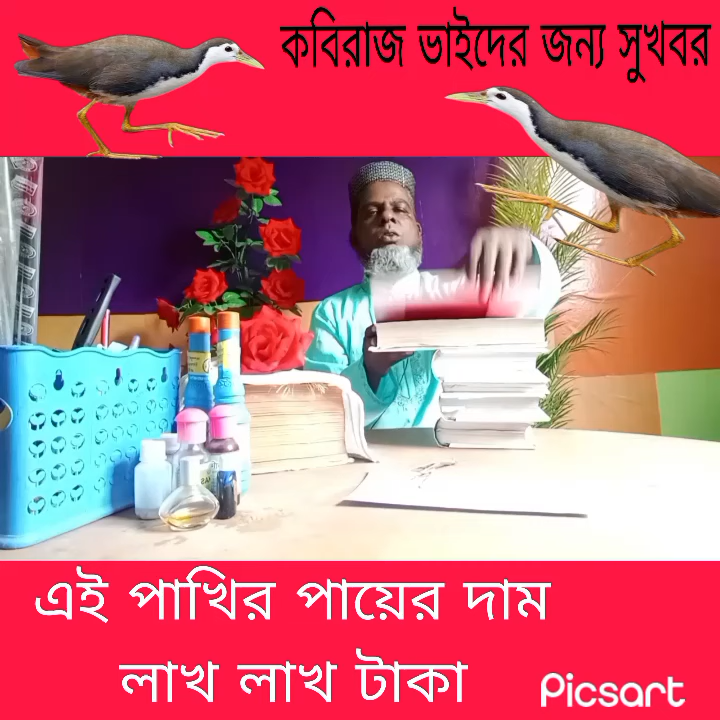 কবিরাজ ভাইদের জন্য সুখবর
এই পাখির পায়ের দাম
লাখ লাখ টাকা
Picsart